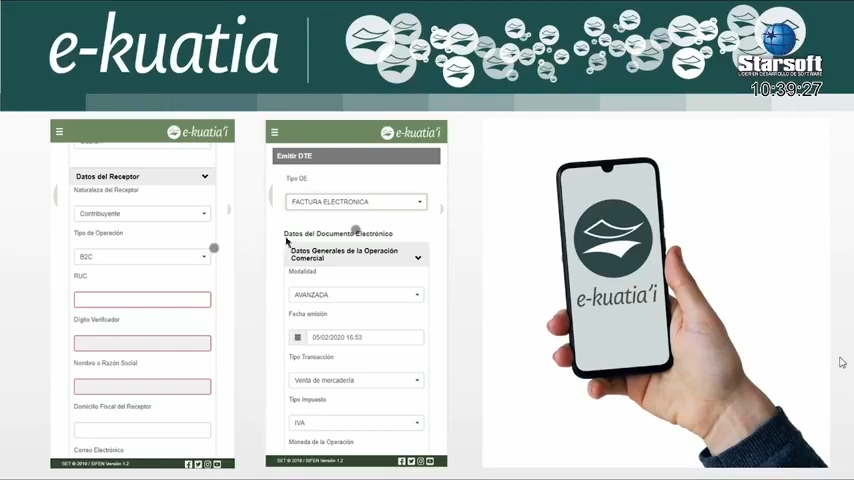 e-kuatia
Starsoft
LIDER EN DESARROLLO DE SOFTWARE
10:39:27
e-kuatia'i
Datos del Receptor
Naturaleza del Receptor
Contribuyente
Tipo de Operación
B2C
RUC
Dígito Verificador
Nombre o Razón Social
Domicilio Fiscal del Receptor
Correo Electrónico
SET @ 2019 / SIFEN Versión 1.2
e-kuatia'i
Emitir DTE
Tipo DE
FACTURA ELECTRONICA
Datos del Documento Electrónico
Datos Generales de la Operación
Comercial
Modalidad
AVANZADA
Fecha emisión
05/02/2020 16:53
Tipo Transacción
Venta de mercadería
Tipo Impuesto
IVA
Moneda de la Operación
SET @ 2019 / SIFEN Versión 1.2
e-kuatia'i